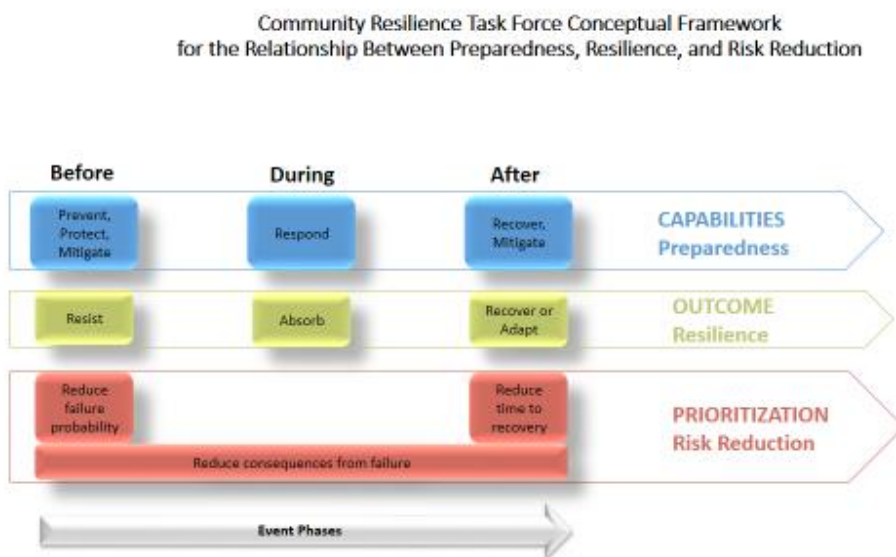 Community Resilience Task Force Conceptual Framework
for the Relationship Between Preparedness, Resilience, and Risk Reduction
Before
During
After
Prevent,
Protect,
Mitigate
Respond
Recover,
Mitigate
CAPABILITIES
Preparedness
Resist
Absorb
Recover or
Adapt
OUTCOME
Resilience
Reduce
failure
probability
Reduce
time to
recovery
PRIORITIZATION
Risk Reduction
Reduce consequences from failure
Event Phases